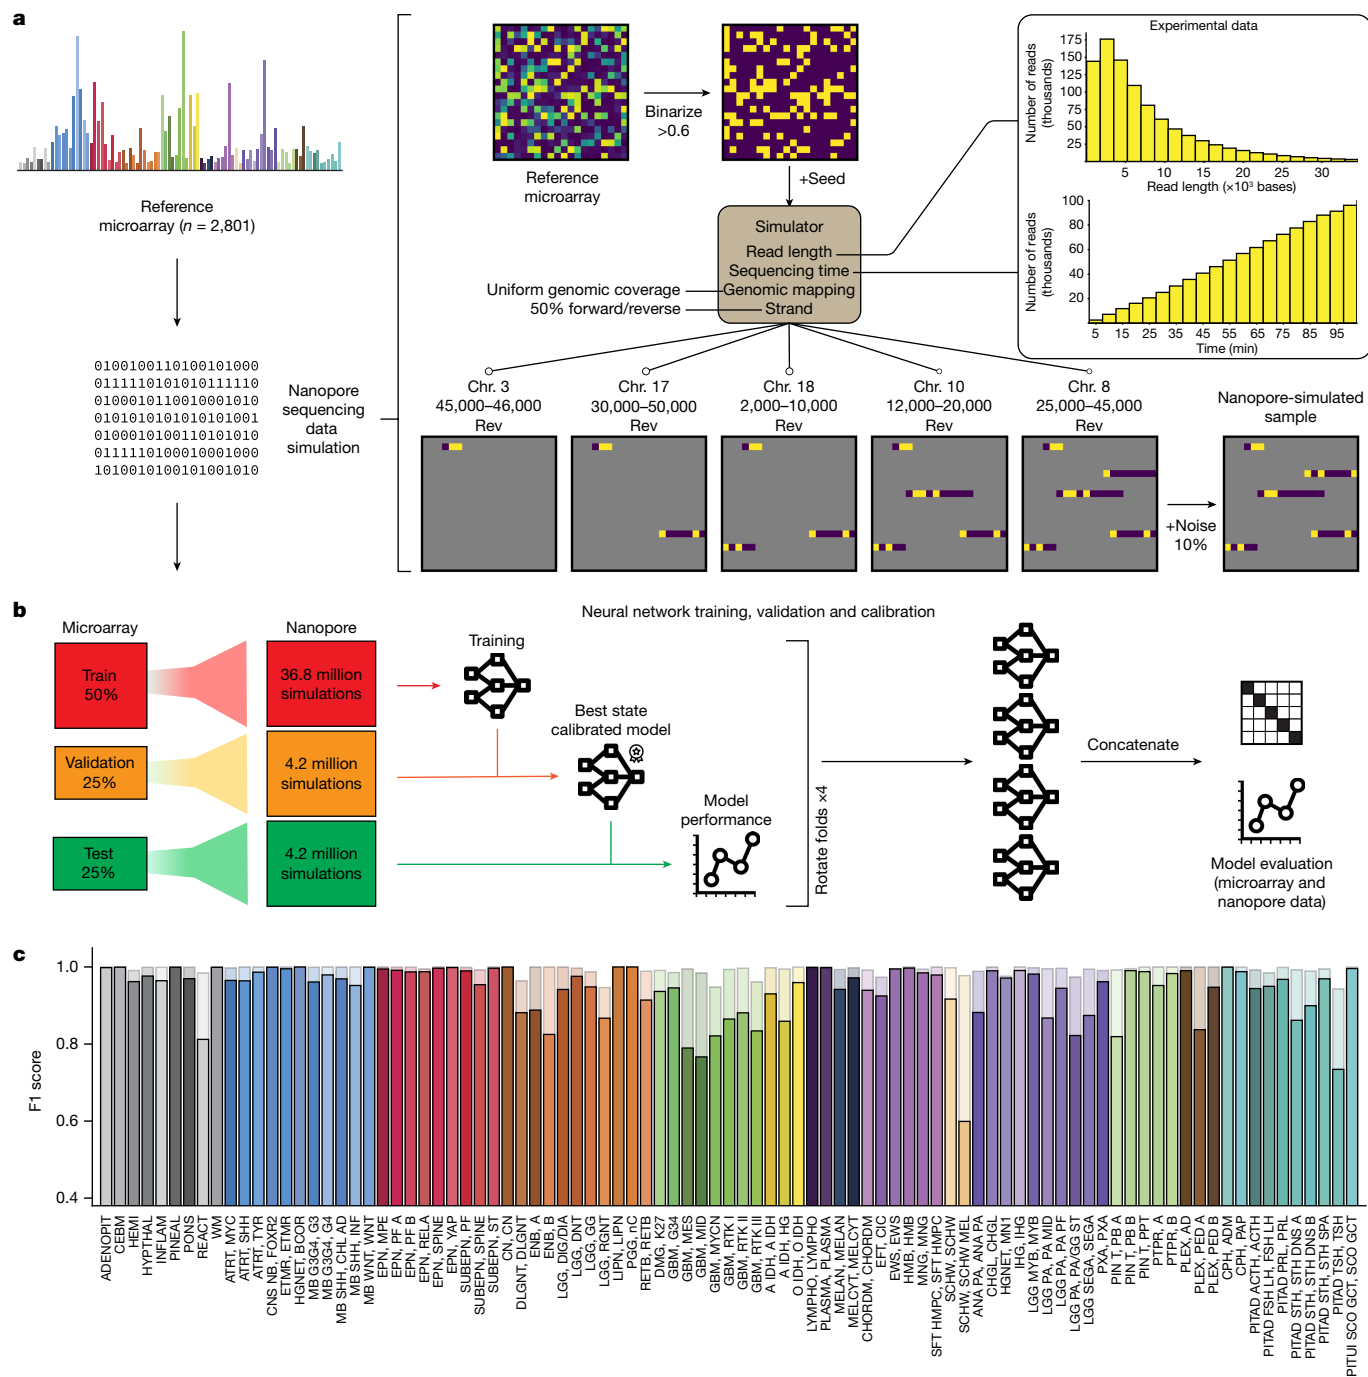 a
Reference
microarray (n = 2,801)
0100100110100101000
0111110101010111110
0100010110010001010
0101010101010101001
0100010100110101010
0111110100010001000
1010010100101001010
Nanopore
sequencing
data
simulation
Reference
microarray
Binarize
>0.6
+Seed
Simulator
Read length
Sequencing time
Genomic mapping
Strand
Uniform genomic coverage
50% forward/reverse
Experimental data
Number of reads
(thousands)
175
150
125
100
75
50
25
5 10 15 20 25 30
Read length (×10³ bases)
Number of reads
(thousands)
100
80
60
40
20
5 15 25 35 45 55 65 75 85 95
Time (min)
Chr. 3
45,000–46,000
Rev
Chr. 17
30,000–50,000
Rev
Chr. 18
2,000–10,000
Rev
Chr. 10
12,000–20,000
Rev
Chr. 8
25,000–45,000
Rev
+Noise
10%
Nanopore-simulated
sample
b
Neural network training, validation and calibration
Microarray
Nanopore
Train
50%
36.8 million
simulations
Training
Validation
25%
4.2 million
simulations
Best state
calibrated model
Test
25%
4.2 million
simulations
Model
performance
Rotate folds ×4
Concatenate
Model evaluation
(microarray and
nanopore data)
c
F1 score
1.0
0.8
0.6
0.4
ADENOPIT
CEBM
HEMI
HYPTHAL
INFLAM
PINEAL
PONS
REACT
WM
ATRT, MYC
ATRT, SHH
ATRT, TYR
CNS NB, FOXR2
ETMR, ETMR
HGNET, BCOR
MB G3G4, G3
MB G3G4, G4
MB SHH, CHL AD
MB SHH, INF
MB WNT, WNT
EPN, MPE
EPN, PF A
EPN, PF B
EPN, RELA
EPN, SPINE
EPN, YAP
SUBEPN, PF
SUBEPN, SPINE
SUBEPN, ST
CN, CN
DLGNT, DLGNT
ENB, A
ENB, B
LGG, DIG/DIA
LGG, DNT
LGG, GG
LGG, RGNT
LIPN, LIPN
PGG, nC
RETB, RETB
DMG, K27
GBM, G34
GBM, MES
GBM, MID
GBM, MYCN
GBM, RTK I
GBM, RTK II
GBM, RTK III
A IDH, A IDH
A IDH, HG
O IDH, O IDH
LYMPHO, LYMPHO
PLASMA, PLASMA
MELAN, MELAN
MELCYT, MELCYT
CHORDM, CHORDM
EFT, CIC
EWS, EWS
HMB, HMB
MNG, MNG
SFT HMPC, SFT HMPC
SCHW, SCHW
SCHW, SCHW MEL
ANA PA, ANA PA
CHGL, CHGL
HGNET, MN1
IHG, IHG
LGG MYB, MYB
LGG PA, PA MID
LGG PA, PA PF
LGG PA, PA/GG ST
LGG SEGA, SEGA
PXA, PXA
PIN T, PB A
PIN T, PB B
PIN T, PPT
PTPR, A
PTPR, B
PLEX, AD
PLEX, PED A
PLEX, PED B
CPH, ADM
CPH, PAP
PITAD ACTH, ACTH
PITAD FSH LH, FSH LH
PITAD PRL, PRL
PITAD STH, STH DNS A
PITAD STH, STH DNS B
PITAD STH, STH SPA
PITAD TSH, TSH
PITUI SCO GCT, SCO GCT